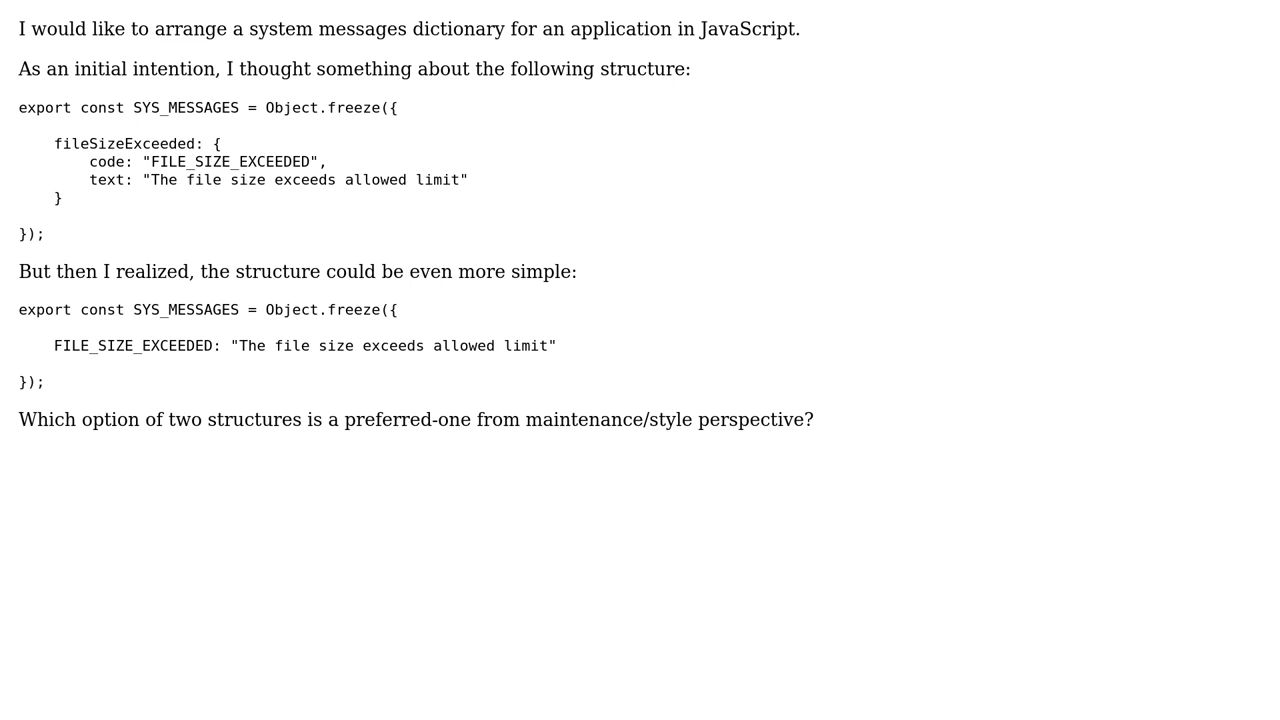 I would like to arrange a system messages dictionary for an application in JavaScript.
As an initial intention, I thought something about the following structure:
export const SYS_MESSAGES = Object.freeze({
    fileSizeExceeded: {
        code: "FILE_SIZE_EXCEEDED",
        text: "The file size exceeds allowed limit"
    }
});
But then I realized, the structure could be even more simple:
export const SYS_MESSAGES = Object.freeze({
    FILE_SIZE_EXCEEDED: "The file size exceeds allowed limit"
});
Which option of two structures is a preferred-one from maintenance/style perspective?